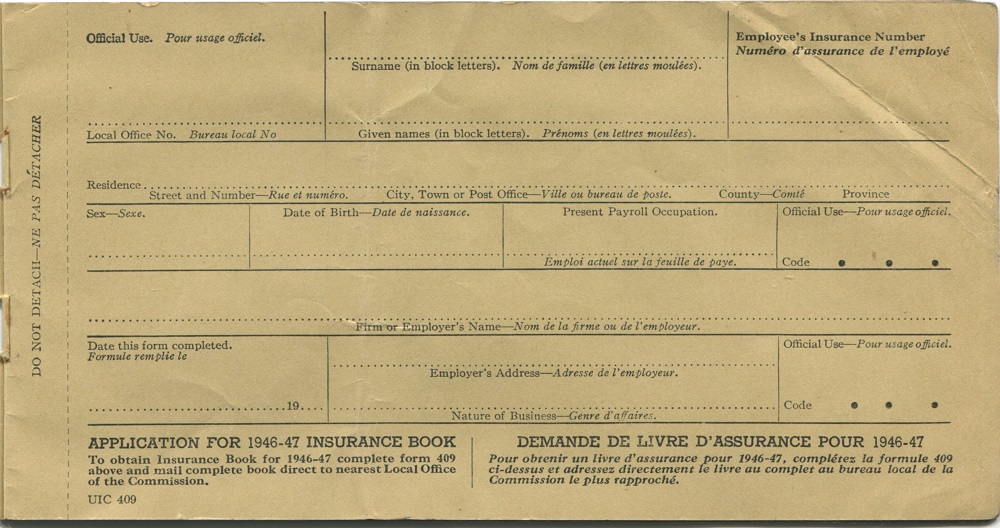 DO NOT DETACH—NE PAS DÉTACHER
Official Use. Pour usage officiel.
Surname (in block letters). Nom de famille (en lettres moulées).
Employee's Insurance Number
Numéro d'assurance de l'employé
Local Office No. Bureau local No
Given names (in block letters). Prénoms (en lettres moulées).
Residence
Street and Number—Rue et numéro. City, Town or Post Office—Ville ou bureau de poste. County—Comté Province
Sex—Sexe.
Date of Birth—Date de naissance.
Present Payroll Occupation.
Emploi actuel sur la feuille de paye.
Official Use—Pour usage officiel.
Code
Firm or Employer's Name—Nom de la firme ou de l'employeur.
Date this form completed.
Formule remplie le
19
Employer's Address—Adresse de l'employeur.
Nature of Business—Genre d'affaires.
Official Use—Pour usage officiel.
Code
APPLICATION FOR 1946-47 INSURANCE BOOK
To obtain Insurance Book for 1946-47 complete form 409
above and mail complete book direct to nearest Local Office
of the Commission.
UIC 409
DEMANDE DE LIVRE D'ASSURANCE POUR 1946-47
Pour obtenir un livre d'assurance pour 1946-47, complétez la formule 409
ci-dessus et adressez directement le livre au complet au bureau local de la
Commission le plus rapproché.